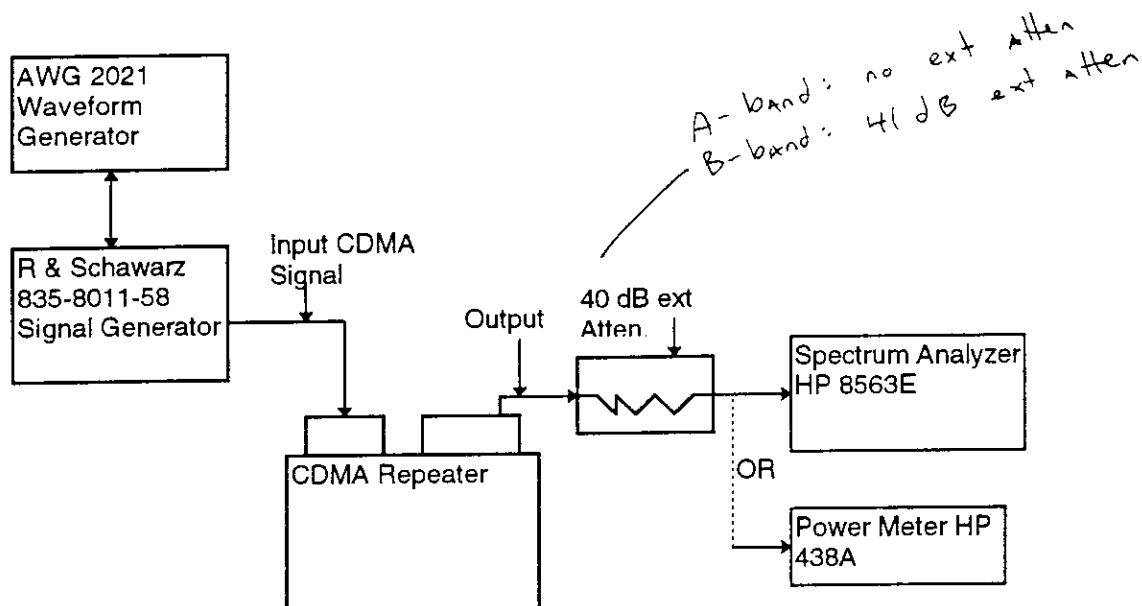 A-band: no ext atten
B-band: 41 dB ext atten
AWG 2021
Waveform
Generator
R & Schawarz
835-8011-58
Signal Generator
Input CDMA
Signal
Output
40 dB ext
Atten.
Spectrum Analyzer
HP 8563E
CDMA Repeater
OR
Power Meter HP
438A